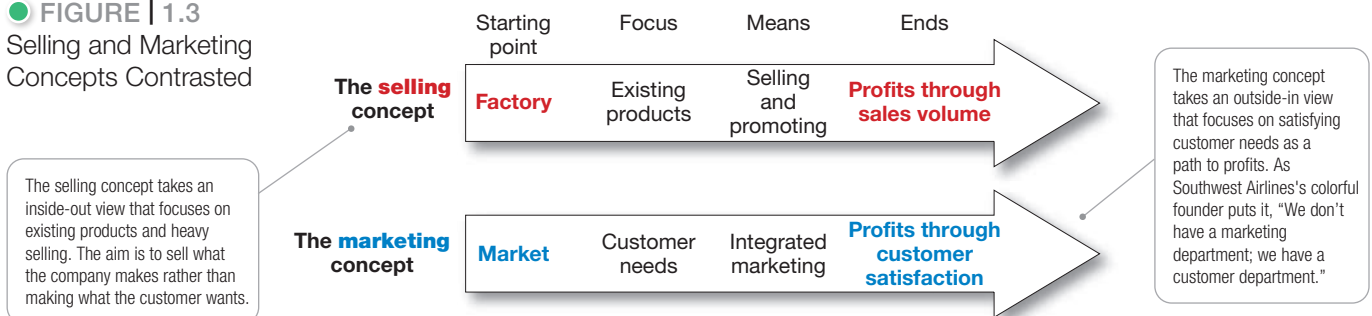 FIGURE | 1.3
Selling and Marketing
Concepts Contrasted
Starting
point
Focus
Means
Ends
The selling
concept
Factory
Existing
products
Selling
and
promoting
Profits through
sales volume
The selling concept takes an
inside-out view that focuses on
existing products and heavy
selling. The aim is to sell what
the company makes rather than
making what the customer wants.
The marketing
concept
Market
Customer
needs
Integrated
marketing
Profits through
customer
satisfaction
The marketing concept
takes an outside-in view
that focuses on satisfying
customer needs as a
path to profits. As
Southwest Airlines's colorful
founder puts it, “We don't
have a marketing
department; we have a
customer department.”